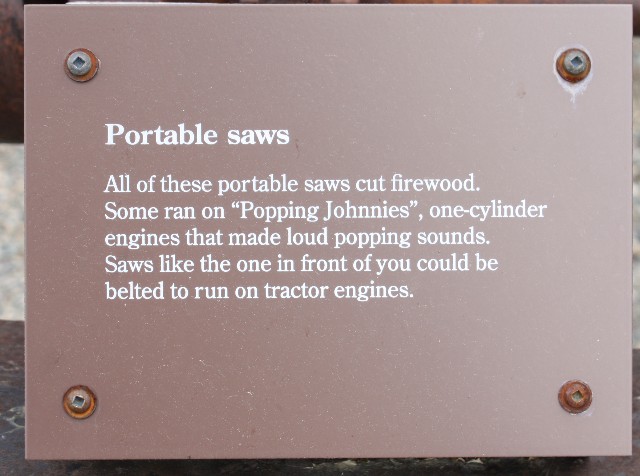 Portable saws
All of these portable saws cut firewood.
Some ran on “Popping Johnnies”, one-cylinder
engines that made loud popping sounds.
Saws like the one in front of you could be
belted to run on tractor engines.